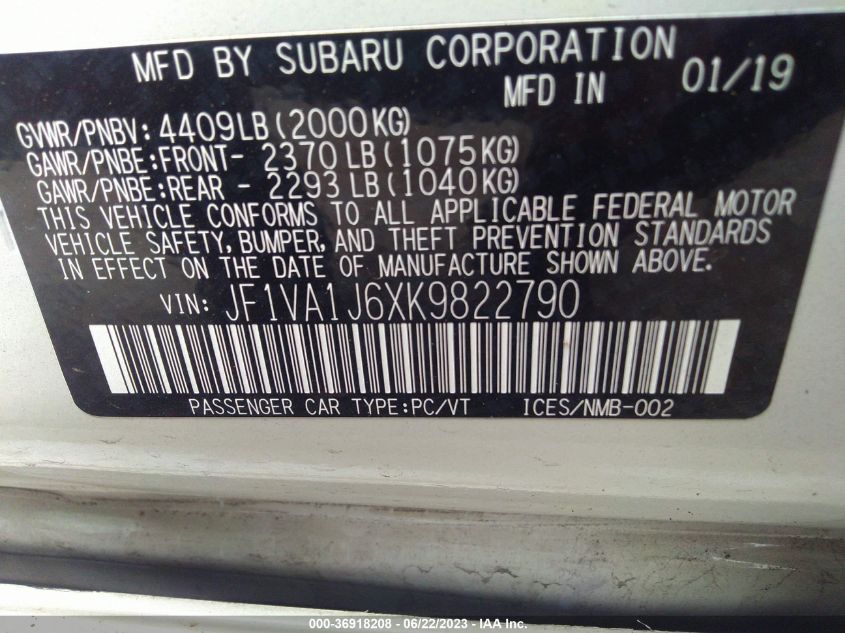 MFD BY SUBARU CORPORATION
MFD IN 01/19
GVWR/PNBV: 4409LB(2000KG)
GAWR/PNBE:FRONT- 2370LB(1075KG)
GAWR/PNBE:REAR - 2293LB(1040KG)
THIS VEHICLE CONFORMS TO ALL APPLICABLE FEDERAL MOTOR
VEHICLE SAFETY, BUMPER, AND THEFT PREVENTION STANDARDS
IN EFFECT ON THE DATE OF MANUFACTURE SHOWN ABOVE.
VIN: JF1VA1J6XK9822790
PASSENGER CAR TYPE:PC/VT ICES/NMB-002
000-36918208 - 06/22/2023 - IAA Inc.